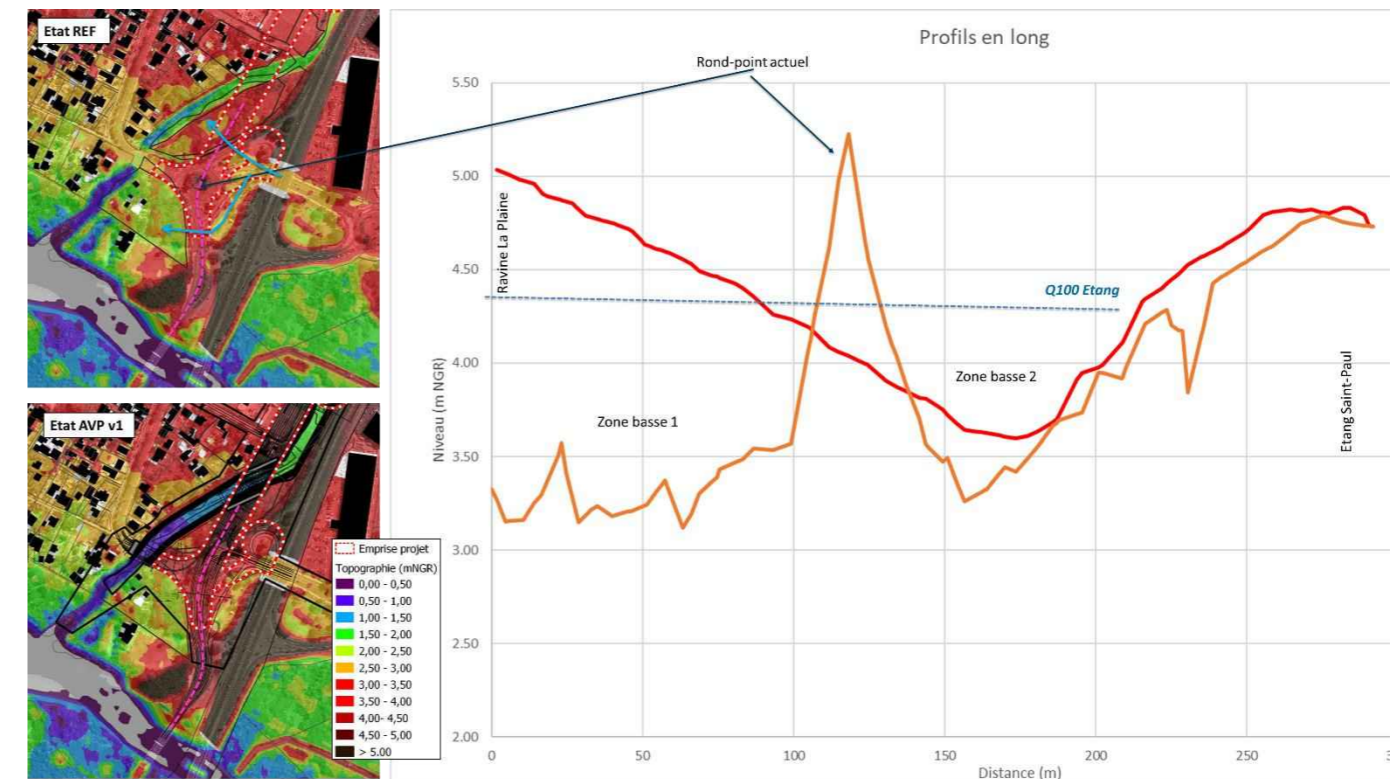 Etat REF
Profils en long
Rond-point actuel
5.50
5.00
4.50
4.00
3.50
3.00
2.50
2.00
Niveau (m NGR)
Ravine La Plaine
Q100 Etang
Zone basse 2
Zone basse 1
Etang Saint-Paul
0
50
100
150
200
250
Distance (m)
Etat AVP v1
Emprise projet
Topographie (mNGR)
0,00 - 0,50
0,50 - 1,00
1,00 - 1,50
1,50 - 2,00
2,00 - 2,50
2,50 - 3,00
3,00 - 3,50
3,50 - 4,00
4,00- 4,50
4,50 - 5,00
> 5.00